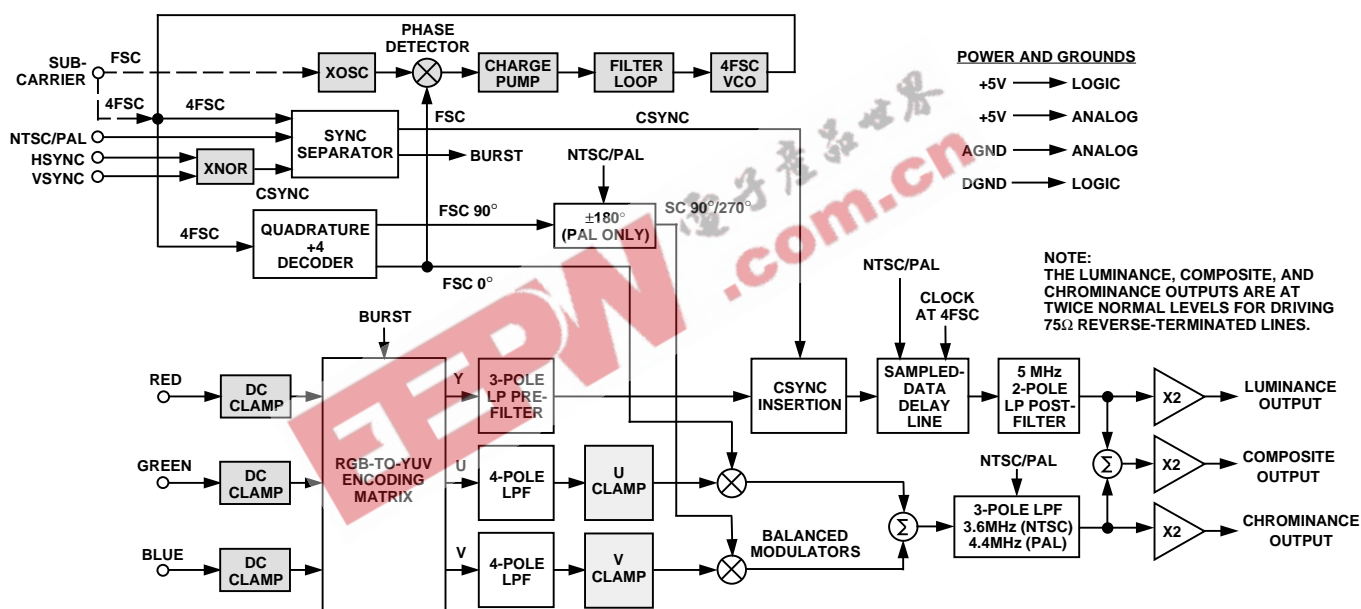 PHASE
DETECTOR
SUB-
CARRIER
FSC
XOSC
CHARGE
PUMP
FILTER
LOOP
4FSC
VCO
POWER AND GROUNDS
+5V
LOGIC
+5V
ANALOG
AGND
ANALOG
DGND
LOGIC
4FSC
4FSC
FSC
CSYNC
NTSC/PAL
HSYNC
VSYNC
XNOR
CSYNC
SYNC
SEPARATOR
BURST
NTSC/PAL
4FSC
QUADRATURE
+4
DECODER
FSC 90°
FSC 0°
±180°
(PAL ONLY)
SC 90°/270°
電子產品世界
.com.cn
EEPW
NOTE:
THE LUMINANCE, COMPOSITE, AND
CHROMINANCE OUTPUTS ARE AT
TWICE NORMAL LEVELS FOR DRIVING
75Ω REVERSE-TERMINATED LINES.
NTSC/PAL
CLOCK
AT 4FSC
BURST
RED
DC
CLAMP
GREEN
DC
CLAMP
BLUE
DC
CLAMP
RGB-TO-YUV
ENCODING
MATRIX
Y
3-POLE
LP PRE-
FILTER
U
4-POLE
LPF
U
CLAMP
V
4-POLE
LPF
V
CLAMP
CSYNC
INSERTION
SAMPLED-
DATA
DELAY
LINE
5 MHz
2-POLE
LP POST-
FILTER
BALANCED
MODULATORS
Σ
NTSC/PAL
3-POLE LPF
3.6MHz (NTSC)
4.4MHz (PAL)
Σ
X2
LUMINANCE
OUTPUT
X2
COMPOSITE
OUTPUT
X2
CHROMINANCE
OUTPUT